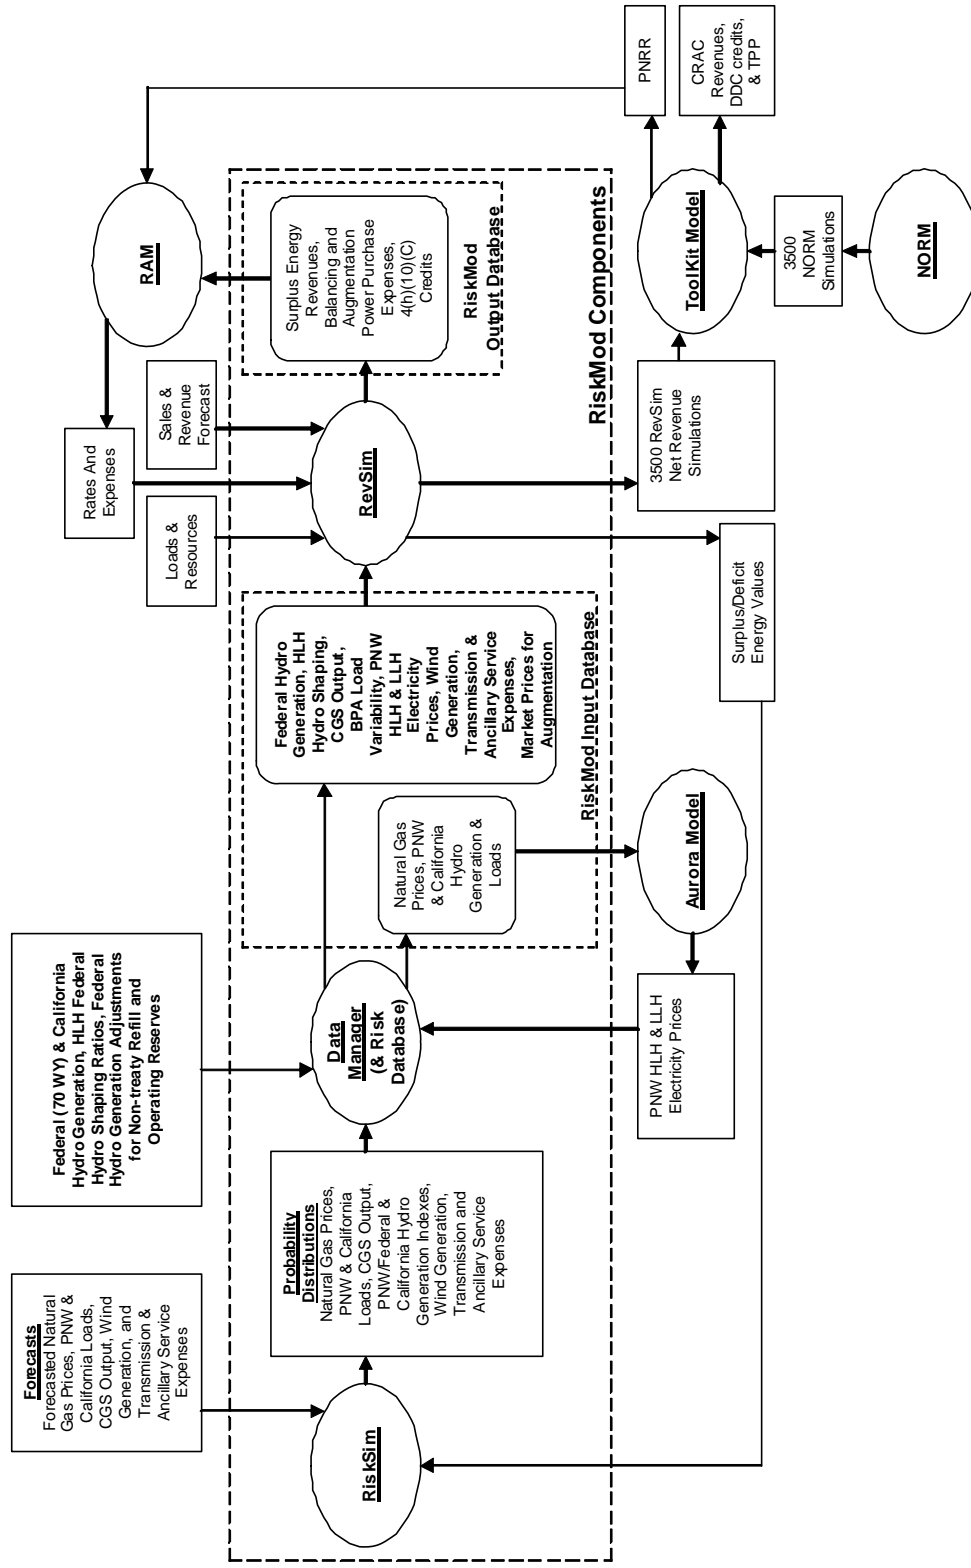 Forecasts
Forecasted Natural
Gas Prices, PNW &
California Loads,
CGS Output, Wind
Generation, and
Transmission &
Ancillary Service
Expenses
Federal (70 WY) & California
Hydro Generation, HLH Federal
Hydro Shaping Ratios, Federal
Hydro Generation Adjustments
for Non-treaty Refill and
Operating Reserves
Loads &
Resources
Rates And
Expenses
Sales &
Revenue
Forecast
RAM
RiskSim
Probability
Distributions
Natural Gas Prices,
PNW & California
Loads, CGS Output,
PNW/Federal &
California Hydro
Generation Indexes,
Wind Generation,
Transmission and
Ancillary Service
Expenses
Data
Manager
(& Risk
Database)
Federal Hydro
Generation, HLH
Hydro Shaping,
CGS Output,
BPA Load
Variability, PNW
HLH & LLH
Electricity
Prices, Wind
Generation,
Transmission &
Ancillary Service
Expenses,
Market Prices for
Augmentation
Natural Gas
Prices, PNW
& California
Hydro
Generation &
Loads
RiskMod Input Database
RevSim
Surplus Energy
Revenues,
Balancing and
Augmentation
Power Purchase
Expenses,
4(h)(10)(C)
Credits
RiskMod
Output Database
RiskMod Components
PNW HLH & LLH
Electricity Prices
Aurora Model
Surplus/Deficit
Energy Values
3500 RevSim
Net Revenue
Simulations
ToolKit Model
PNRR
CRAC
Revenues,
DDC credits,
& TPP
3500
NORM
Simulations
NORM